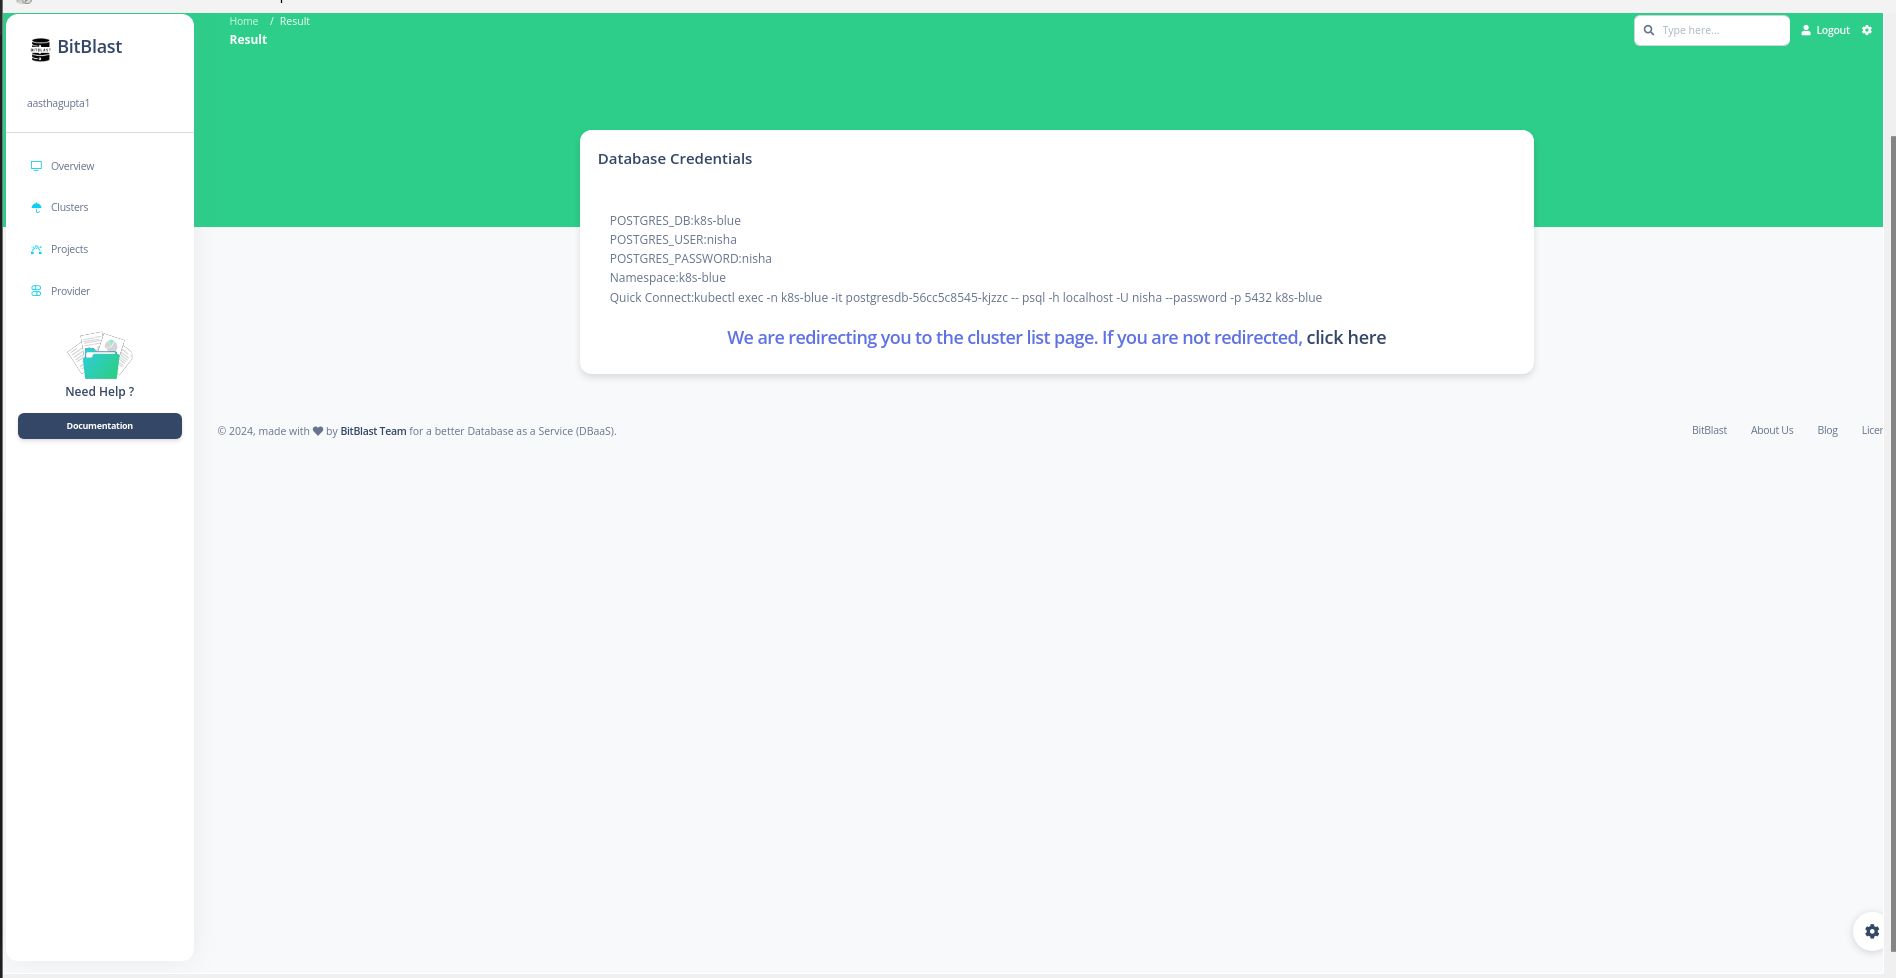 BitBlast
aasthagupta1
Overview
Clusters
Projects
Provider
Need Help ?
Documentation
Home / Result
Result
Type here...
Logout
Database Credentials
POSTGRES_DB:k8s-blue
POSTGRES_USER:nisha
POSTGRES_PASSWORD:nisha
Namespace:k8s-blue
Quick Connect:kubectl exec -n k8s-blue -it postgresdb-56cc5c8545-kjzzc -- psql -h localhost -U nisha --password -p 5432 k8s-blue
We are redirecting you to the cluster list page. If you are not redirected, click here
© 2024, made with ♥ by BitBlast Team for a better Database as a Service (DBaaS).
BitBlast About Us Blog